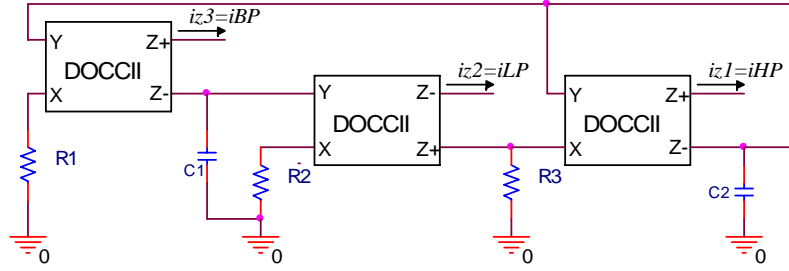 iz3=iBP
Y Z+
DOCCII
X Z-
iz2=iLP
Y Z-
DOCCII
X Z+
iz1=iHP
Y Z+
DOCCII
X Z-
R1
C1
R2
R3
C2
0
0
0
0